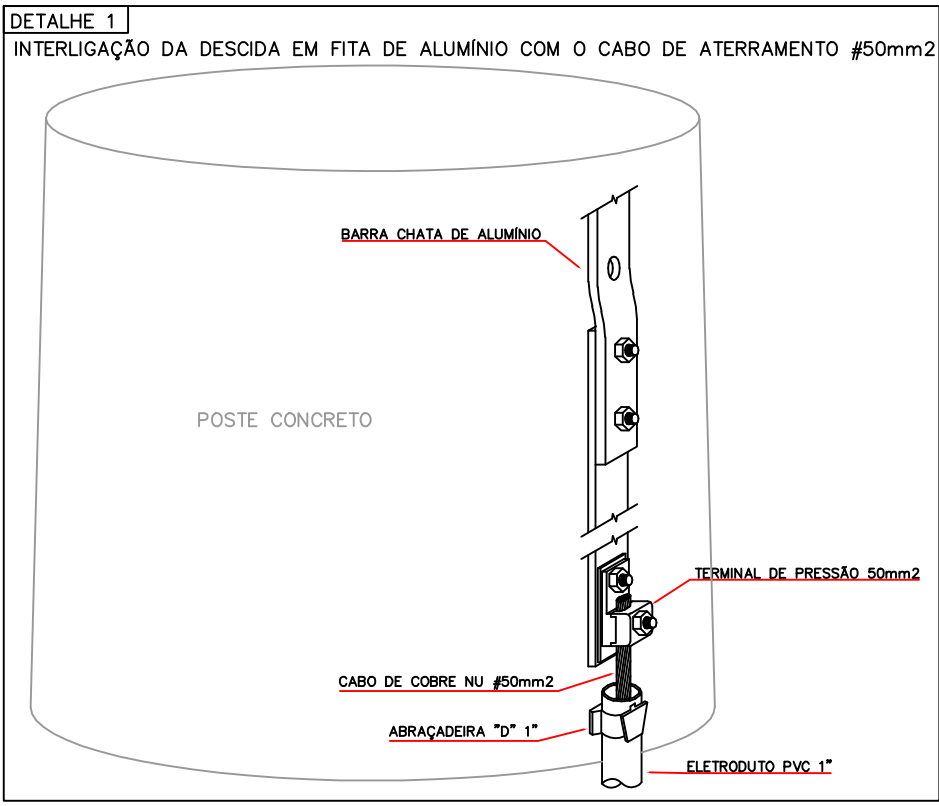 DETALHE 1
INTERLIGAÇÃO DA DESCIDA EM FITA DE ALUMÍNIO COM O CABO DE ATERRAMENTO #50mm2
BARRA CHATA DE ALUMÍNIO
POSTE CONCRETO
TERMINAL DE PRESSÃO 50mm2
CABO DE COBRE NU #50mm2
ABRAÇADEIRA "D" 1"
ELETRODUTO PVC 1"